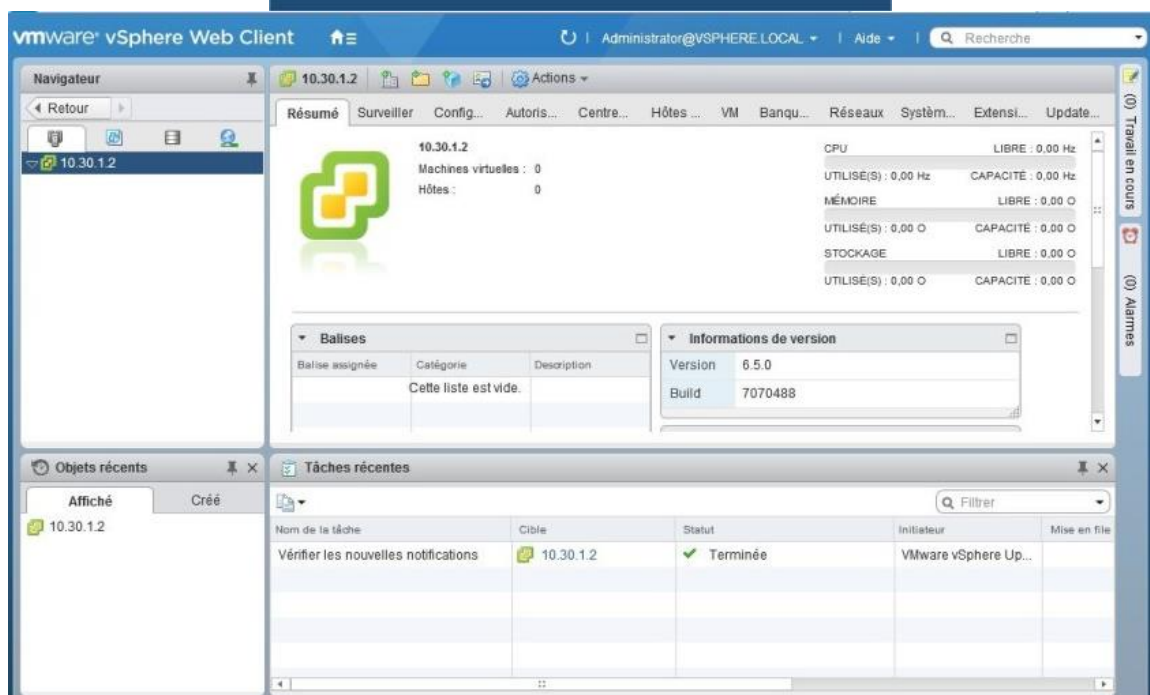 vmware® vSphere Web Client
Administrator@VSPHERE.LOCAL
Aide
Recherche
Navigateur
Retour
10.30.1.2
10.30.1.2
Actions
Résumé Surveiller Config... Autoris... Centre... Hôtes ... VM Banqu... Réseaux Systèm... Extensi... Update...
10.30.1.2
Machines virtuelles : 0
Hôtes : 0
CPU LIBRE : 0,00 Hz
UTILISÉ(S) : 0,00 Hz CAPACITÉ : 0,00 Hz
MÉMOIRE LIBRE : 0,00 O
UTILISÉ(S) : 0,00 O CAPACITÉ : 0,00 O
STOCKAGE LIBRE : 0,00 O
UTILISÉ(S) : 0,00 O CAPACITÉ : 0,00 O
Balises
Balise assignée Catégorie Description
Cette liste est vide.
Informations de version
Version 6.5.0
Build 7070488
(0) Travail en cours
(0) Alarmes
Objets récents
Affiché Créé
10.30.1.2
Tâches récentes
Filtrer
Nom de la tâche Cible Statut Initiateur Mise en file
Vérifier les nouvelles notifications 10.30.1.2 Terminée VMware vSphere Up...